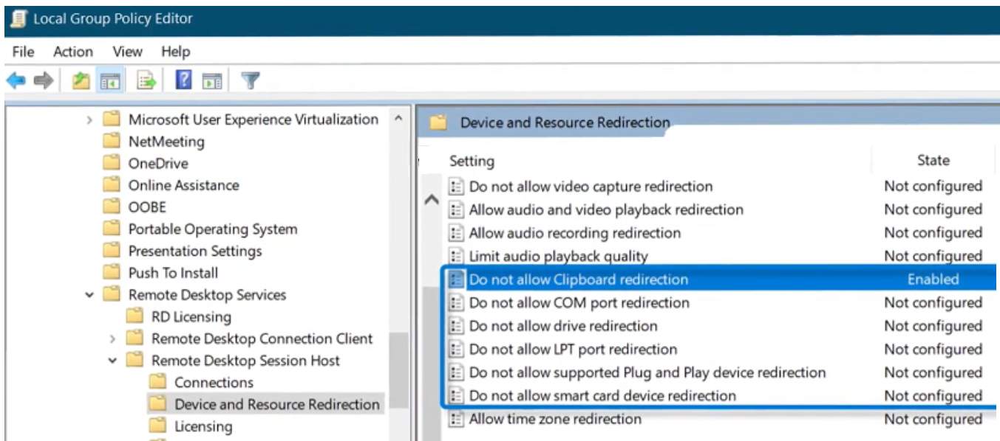 Local Group Policy Editor
File Action View Help
Microsoft User Experience Virtualization
NetMeeting
OneDrive
Online Assistance
OOBE
Portable Operating System
Presentation Settings
Push To Install
Remote Desktop Services
RD Licensing
Remote Desktop Connection Client
Remote Desktop Session Host
Connections
Device and Resource Redirection
Licensing
Device and Resource Redirection
Setting State
Do not allow video capture redirection Not configured
Allow audio and video playback redirection Not configured
Allow audio recording redirection Not configured
Limit audio playback quality Not configured
Do not allow Clipboard redirection Enabled
Do not allow COM port redirection Not configured
Do not allow drive redirection Not configured
Do not allow LPT port redirection Not configured
Do not allow supported Plug and Play device redirection Not configured
Do not allow smart card device redirection Not configured
Allow time zone redirection Not configured